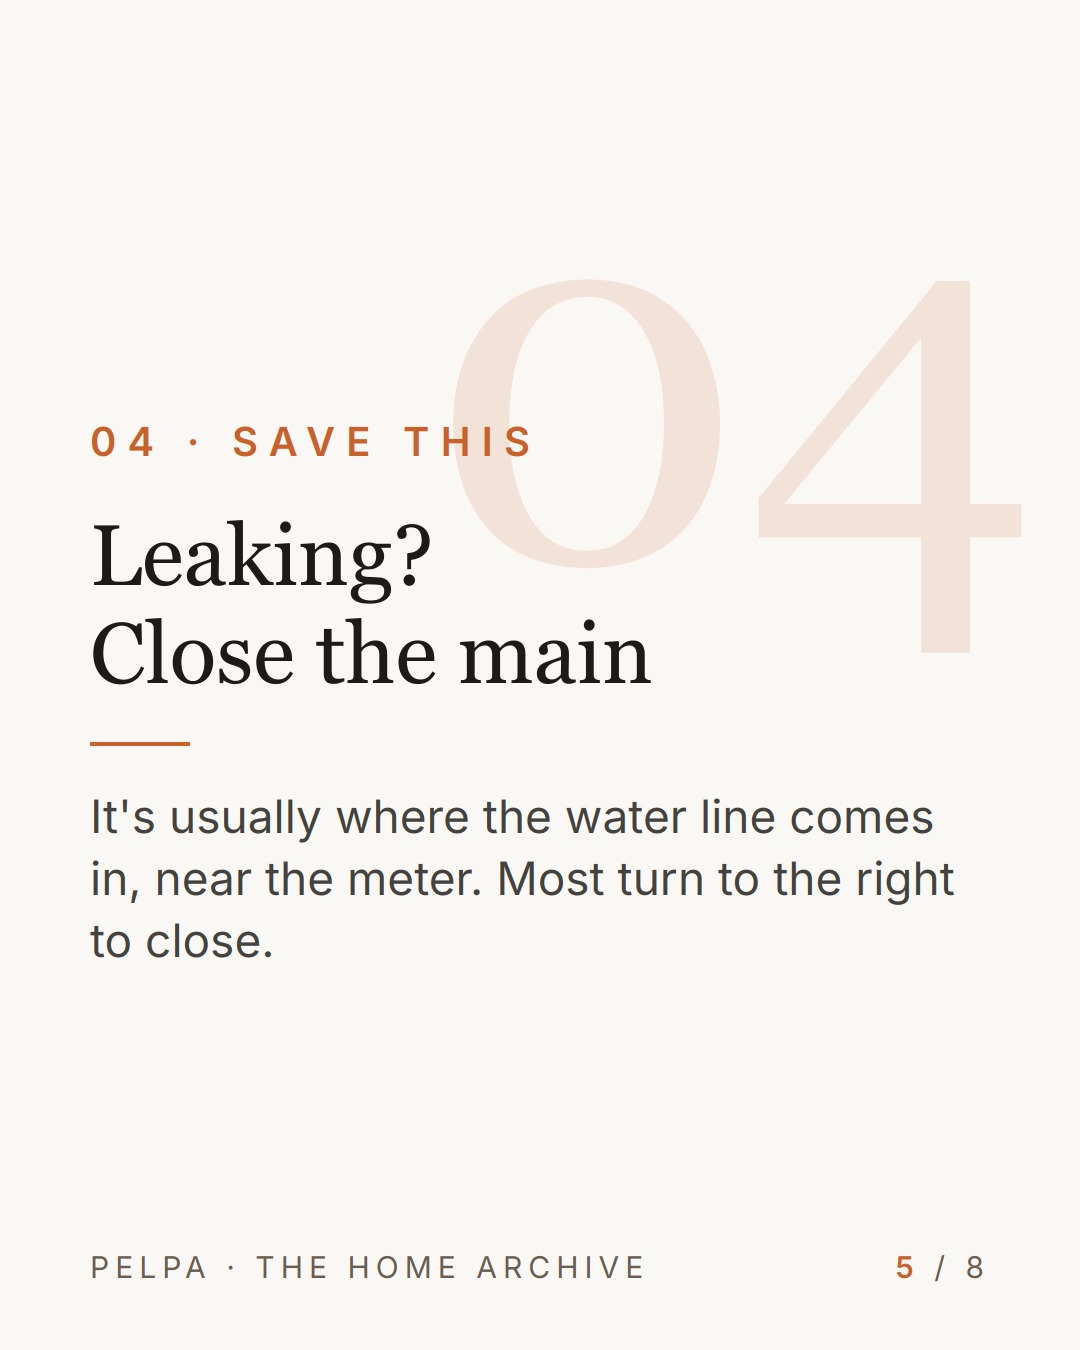 04
04 · SAVE THIS
Leaking?
Close the main
It's usually where the water line comes
in, near the meter. Most turn to the right
to close.
PELPA · THE HOME ARCHIVE
5 / 8